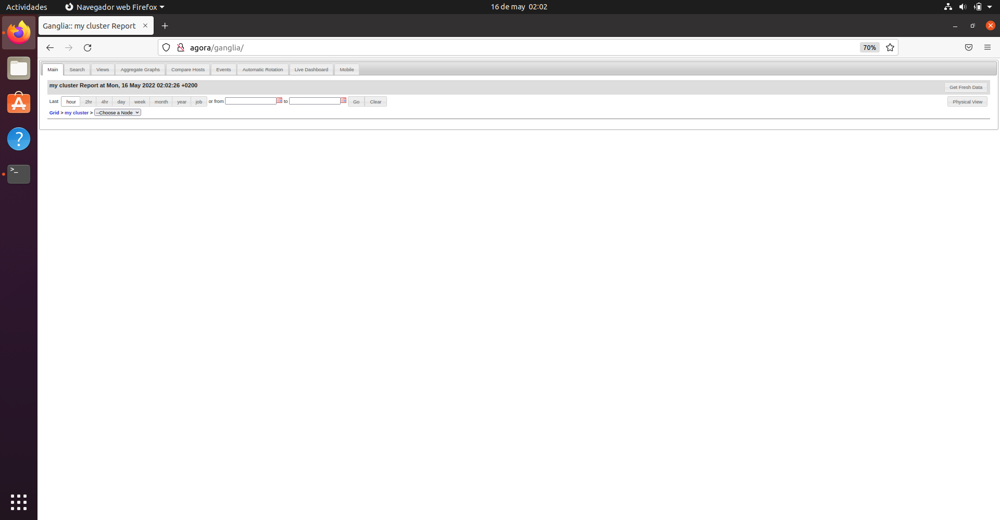 Actividades Navegador web Firefox 16 de may 02:02
Ganglia:: my cluster Report
agora/ganglia/ 70%
Main Search Views Aggregate Graphs Compare Hosts Events Automatic Rotation Live Dashboard Mobile
my cluster Report at Mon, 16 May 2022 02:02:26 +0200 Get Fresh Data
Last hour 2hr 4hr day week month year job or from to Go Clear Physical View
Grid > my cluster > --Choose a Node